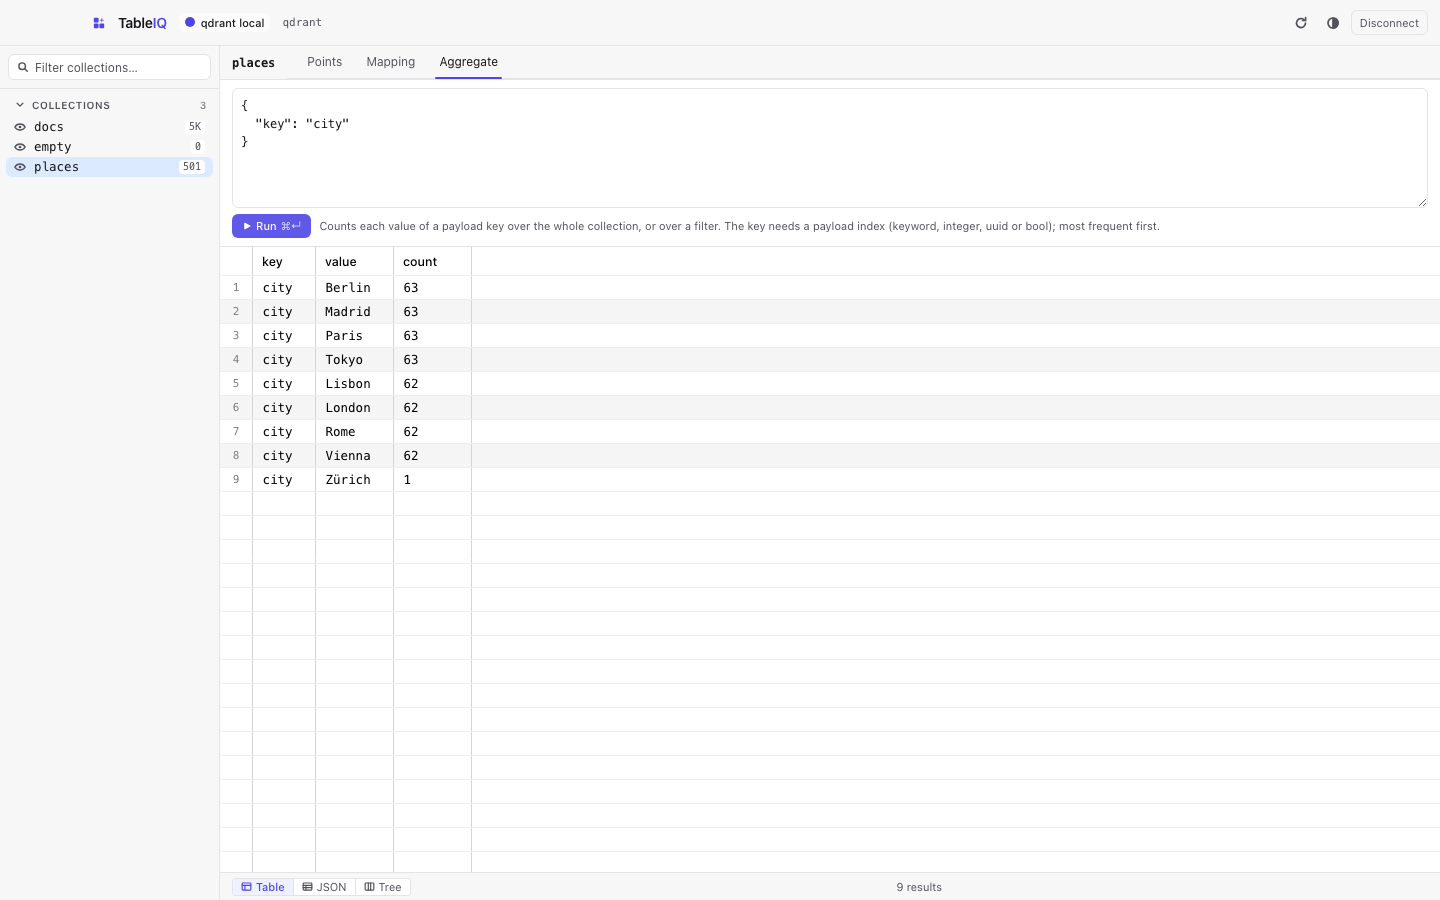 TableIQ qdrant local qdrant Disconnect
Filter collections...
COLLECTIONS 3
docs 5K
empty 0
places 501
places Points Mapping Aggregate
{
"key": "city"
}
Run ⌘↵ Counts each value of a payload key over the whole collection, or over a filter. The key needs a payload index (keyword, integer, uuid or bool); most frequent first.
key value count
1 city Berlin 63
2 city Madrid 63
3 city Paris 63
4 city Tokyo 63
5 city Lisbon 62
6 city London 62
7 city Rome 62
8 city Vienna 62
9 city Zürich 1
Table JSON Tree 9 results